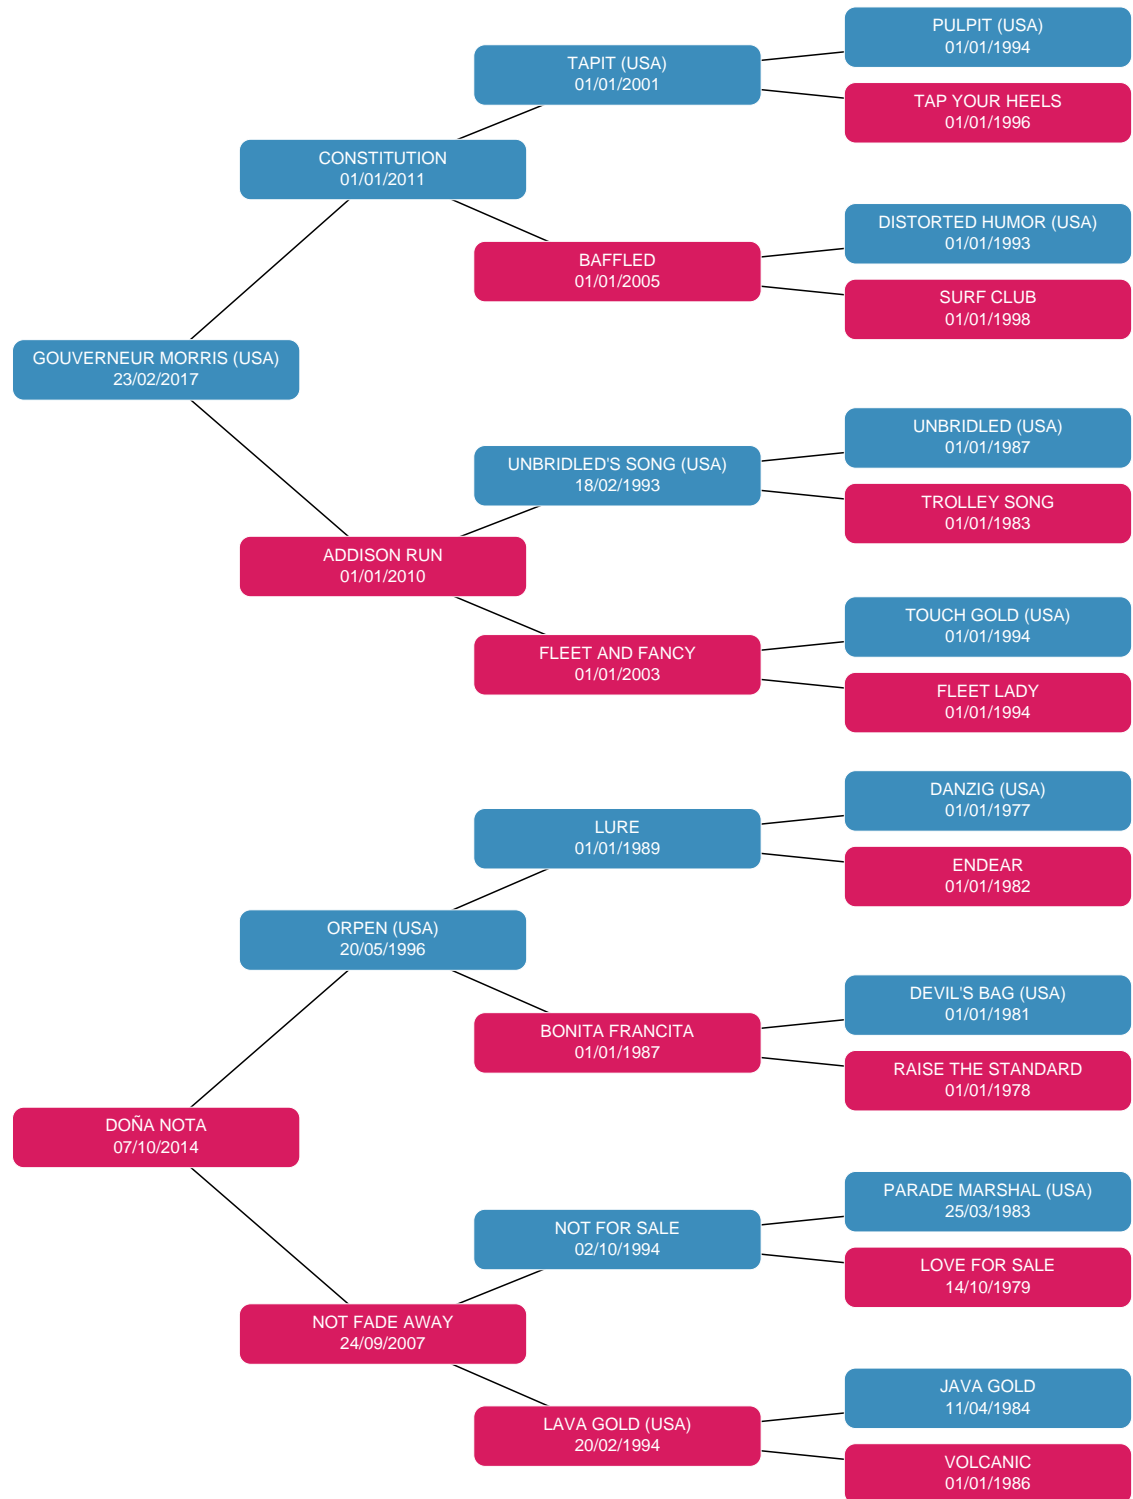 PULPIT (USA)
01/01/1994
TAPIT (USA)
01/01/2001
TAP YOUR HEELS
01/01/1996
CONSTITUTION
01/01/2011
DISTORTED HUMOR (USA)
01/01/1993
BAFFLED
01/01/2005
SURF CLUB
01/01/1998
GOUVERNEUR MORRIS (USA)
23/02/2017
UNBRIDLED (USA)
01/01/1987
UNBRIDLED'S SONG (USA)
18/02/1993
TROLLEY SONG
01/01/1983
ADDISON RUN
01/01/2010
TOUCH GOLD (USA)
01/01/1994
FLEET AND FANCY
01/01/2003
FLEET LADY
01/01/1994
DANZIG (USA)
01/01/1977
LURE
01/01/1989
ENDEAR
01/01/1982
ORPEN (USA)
20/05/1996
DEVIL'S BAG (USA)
01/01/1981
BONITA FRANCITA
01/01/1987
RAISE THE STANDARD
01/01/1978
DOÑA NOTA
07/10/2014
PARADE MARSHAL (USA)
25/03/1983
NOT FOR SALE
02/10/1994
LOVE FOR SALE
14/10/1979
NOT FADE AWAY
24/09/2007
JAVA GOLD
11/04/1984
LAVA GOLD (USA)
20/02/1994
VOLCANIC
01/01/1986